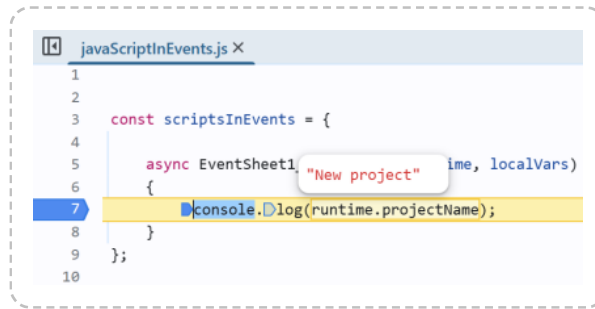 javaScriptInEvents.js ×
1
2
3 const scriptsInEvents = {
4
5 async EventSheet1_ ime, localVars)
"New project"
6 {
7 console.log(runtime.projectName);
8 }
9 };
10